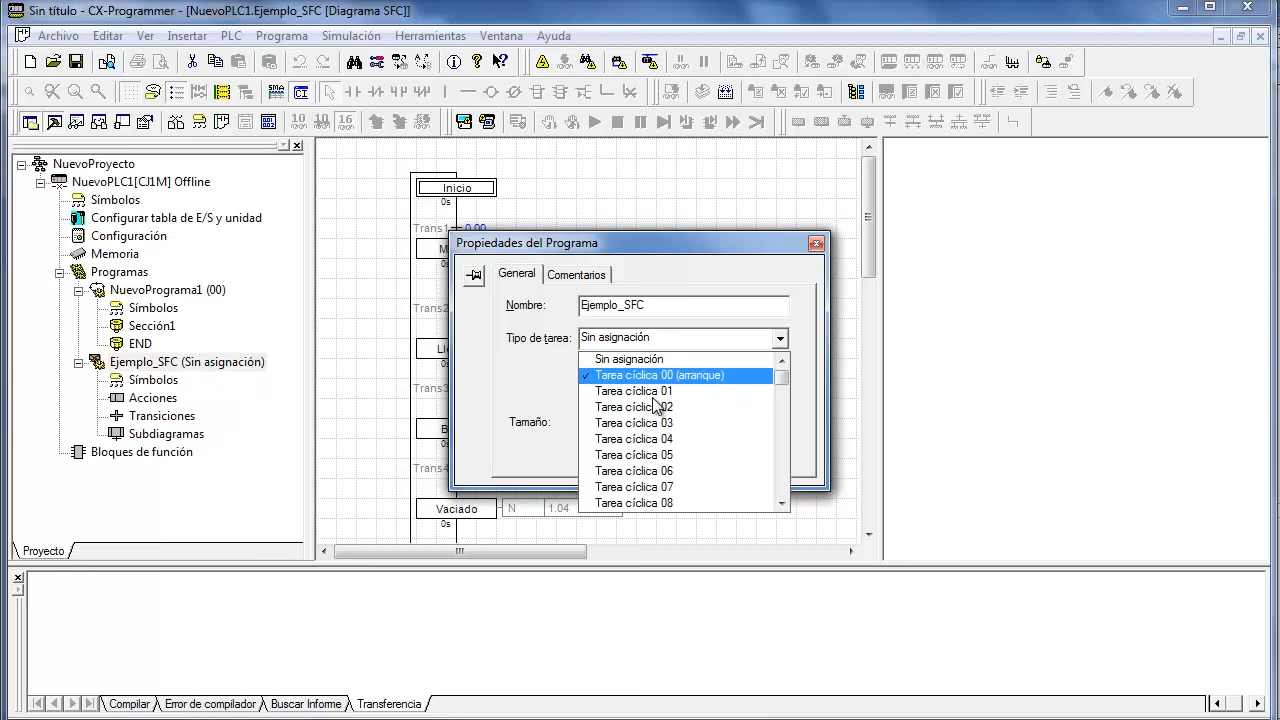 Sin título - CX-Programmer - [NuevoPLC1.Ejemplo_SFC [Diagrama SFC]]
Archivo Editar Ver Insertar PLC Programa Simulación Herramientas Ventana Ayuda
10 16
NuevoProyecto
NuevoPLC1[CJ1M] Offline
Símbolos
Configurar tabla de E/S y unidad
Configuración
Memoria
Programas
NuevoPrograma1 (00)
Símbolos
Sección1
END
Ejemplo_SFC (Sin asignación)
Símbolos
Acciones
Transiciones
Subdiagramas
Bloques de función
Proyecto
Inicio
0s
Trans1 0.00
M
Trans2
Ll
Trans3
B
Trans4
Vaciado N 1.04
0s
Propiedades del Programa
General Comentarios
Nombre: Ejemplo_SFC
Tipo de tarea: Sin asignación
Sin asignación
Tarea cíclica 00 (arranque)
Tarea cíclica 01
Tarea cíclica 02
Tarea cíclica 03
Tarea cíclica 04
Tarea cíclica 05
Tarea cíclica 06
Tarea cíclica 07
Tarea cíclica 08
Tamaño:
Compilar Error de compilador Buscar Informe Transferencia